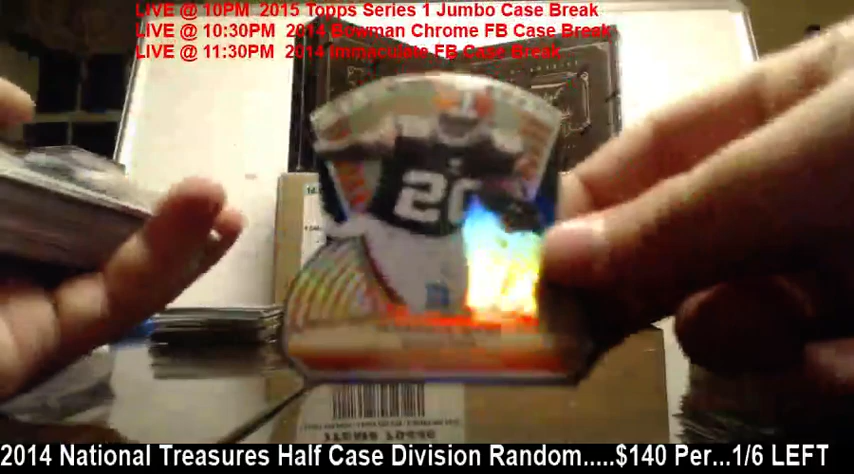 LIVE @ 10PM  2015 Topps Series 1 Jumbo Case Break
LIVE @ 10:30PM  2014 Bowman Chrome FB Case Break
LIVE @ 11:30PM  2014 Immaculate FB Case Break
20
2014 National Treasures Half Case Division Random.....$140 Per...1/6 LEFT